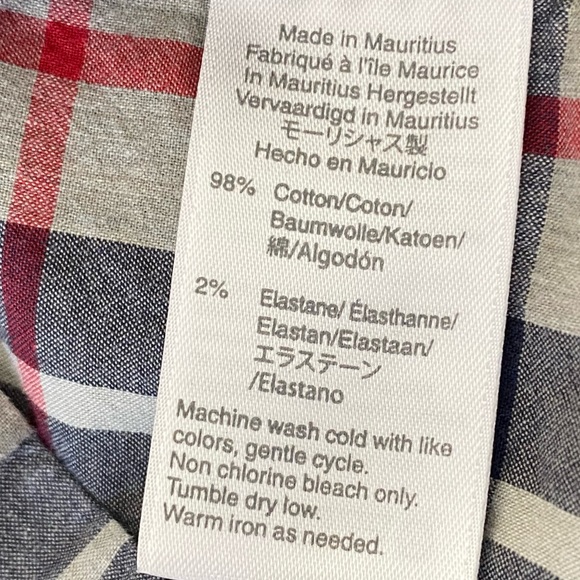 Made in Mauritius
Fabriqué à l'île Maurice
In Mauritius Hergestellt
Vervaardigd in Mauritius
モーリシャス製
Hecho en Mauricio
98% Cotton/Coton/
Baumwolle/Katoen/
綿/Algodón
2% Elastane/ Élasthanne/
Elastan/Elastaan/
エラステーン
/Elastano
Machine wash cold with like
colors, gentle cycle.
Non chlorine bleach only.
Tumble dry low.
Warm iron as needed.